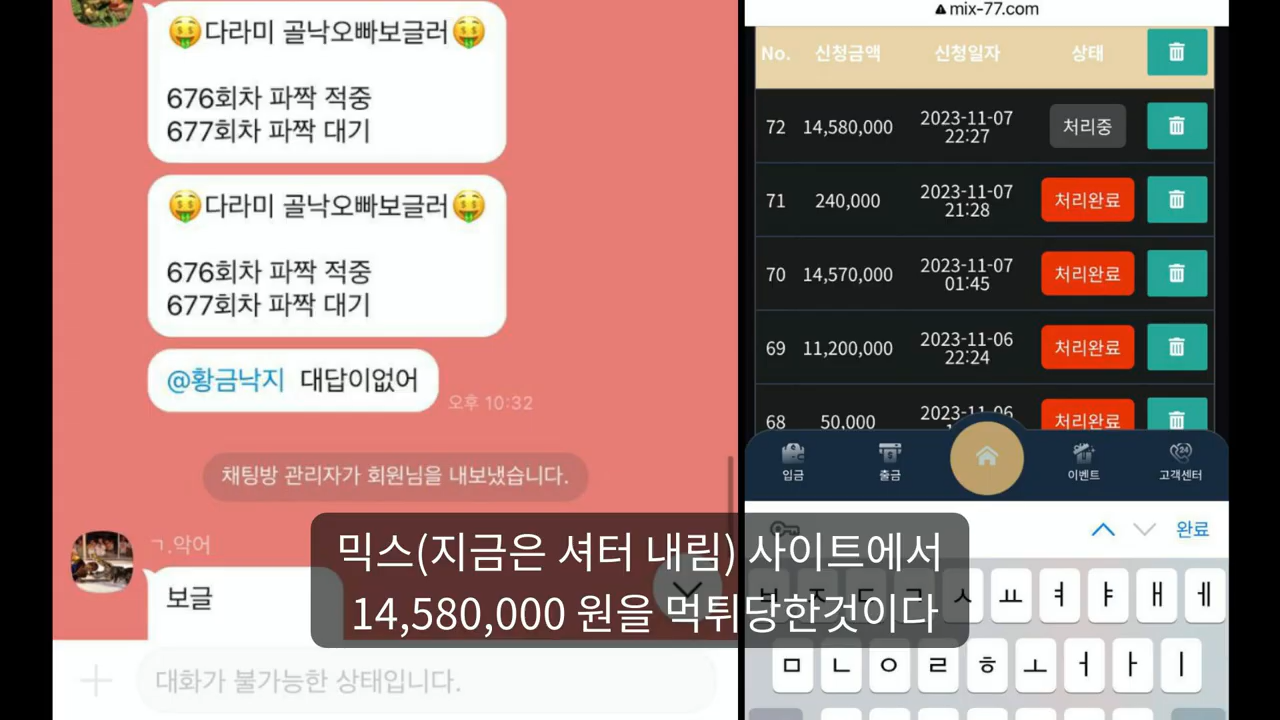 🤑다라미 골낙오빠보글러🤑
676회차 파짝 적중
677회차 파짝 대기
🤑다라미 골낙오빠보글러🤑
676회차 파짝 적중
677회차 파짝 대기
@황금낙지 대답이없어
오후 10:32
채팅방 관리자가 회원님을 내보냈습니다.
ㄱ.악어
보글
대화가 불가능한 상태입니다.
mix-77.com
No. 신청금액 신청일자 상태
72 14,580,000 2023-11-07 22:27 처리중
71 240,000 2023-11-07 21:28 처리완료
70 14,570,000 2023-11-07 01:45 처리완료
69 11,200,000 2023-11-06 22:24 처리완료
68 50,000 2023-11-06 처리완료
입금 출금 이벤트 고객센터
완료
믹스(지금은 셔터 내림) 사이트에서
14,580,000 원을 먹튀당한것이다
ㅂ ㅈ ㄷ ㄱ ㅅ ㅛ ㅕ ㅑ ㅐ ㅔ
ㅁ ㄴ ㅇ ㄹ ㅎ ㅗ ㅓ ㅏ ㅣ